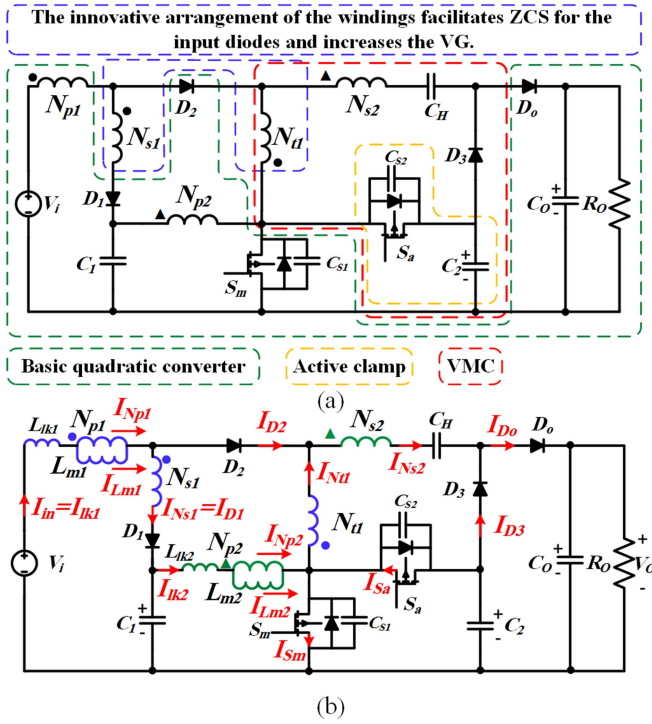 The innovative arrangement of the windings facilitates ZCS for the
input diodes and increases the VG.
Np1
D2
Ns2
CH
Do
Ns1
Nt1
D3
CS2
Vi
D1
Np2
CO
+
-
RO
C1
Sm
CS1
Sa
C2
+
-
Basic quadratic converter
Active clamp
VMC
(a)
Llk1
Np1
INp1
Lm1
ILm1
ID2
D2
Ns2
INs2
CH
IDo
Do
Ns1
INt1
D3
Iin=Ilk1
INs1=ID1
Nt1
CS2
ID3
D1
Llk2
Np2
INp2
Vi
Ilk2
Lm2
ILm2
ISa
Sa
CO
RO
+
VO
-
C1
+
-
Sm
CS1
ISm
C2
+
-
(b)